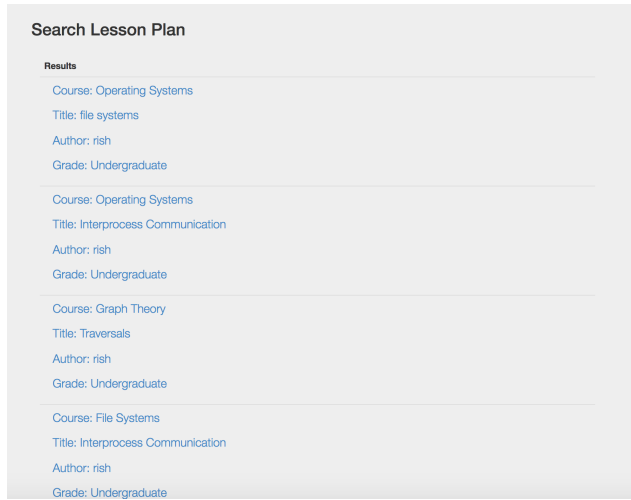 Search Lesson Plan
Results
Course: Operating Systems
Title: file systems
Author: rish
Grade: Undergraduate
Course: Operating Systems
Title: Interprocess Communication
Author: rish
Grade: Undergraduate
Course: Graph Theory
Title: Traversals
Author: rish
Grade: Undergraduate
Course: File Systems
Title: Interprocess Communication
Author: rish
Grade: Undergraduate